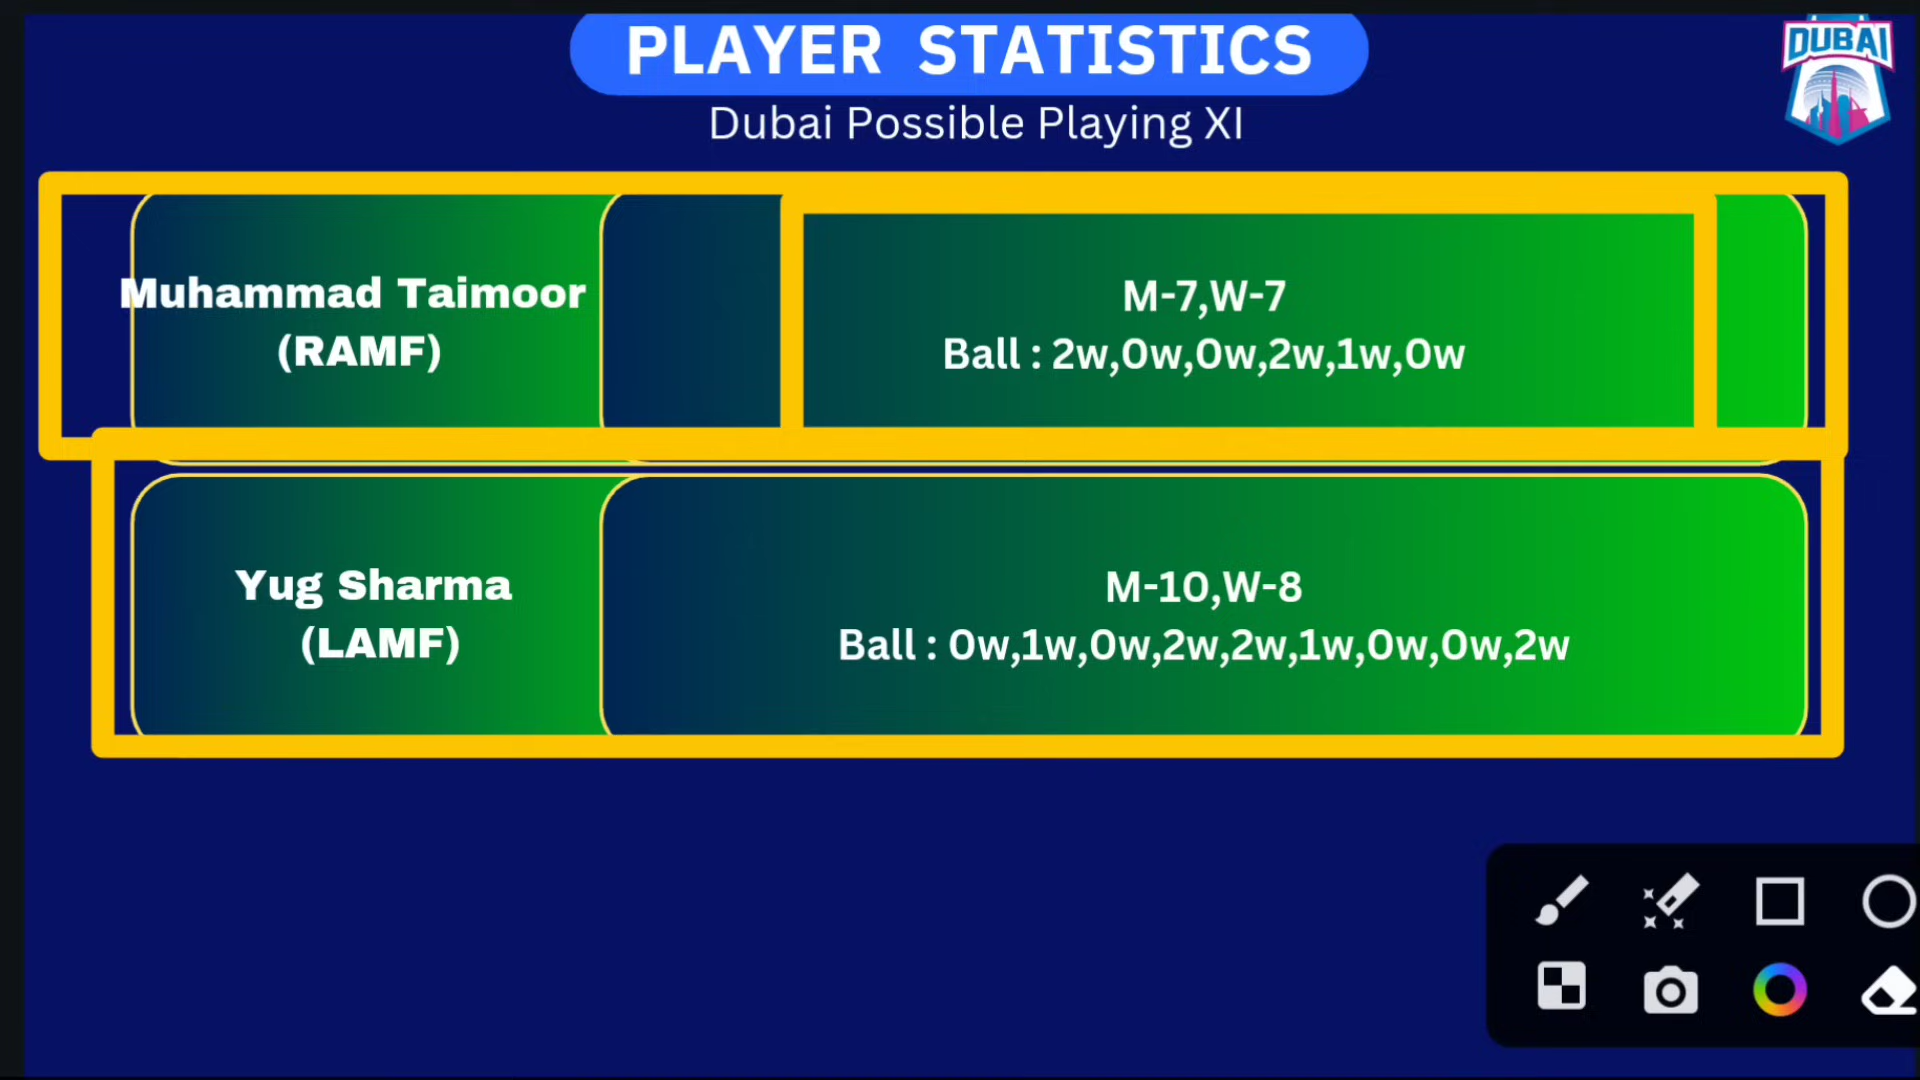 PLAYER STATISTICS
DUBAI
Dubai Possible Playing XI
Muhammad Taimoor
(RAMF)
M-7,W-7
Ball : 2w,0w,0w,2w,1w,0w
Yug Sharma
(LAMF)
M-10,W-8
Ball : 0w,1w,0w,2w,2w,1w,0w,0w,2w